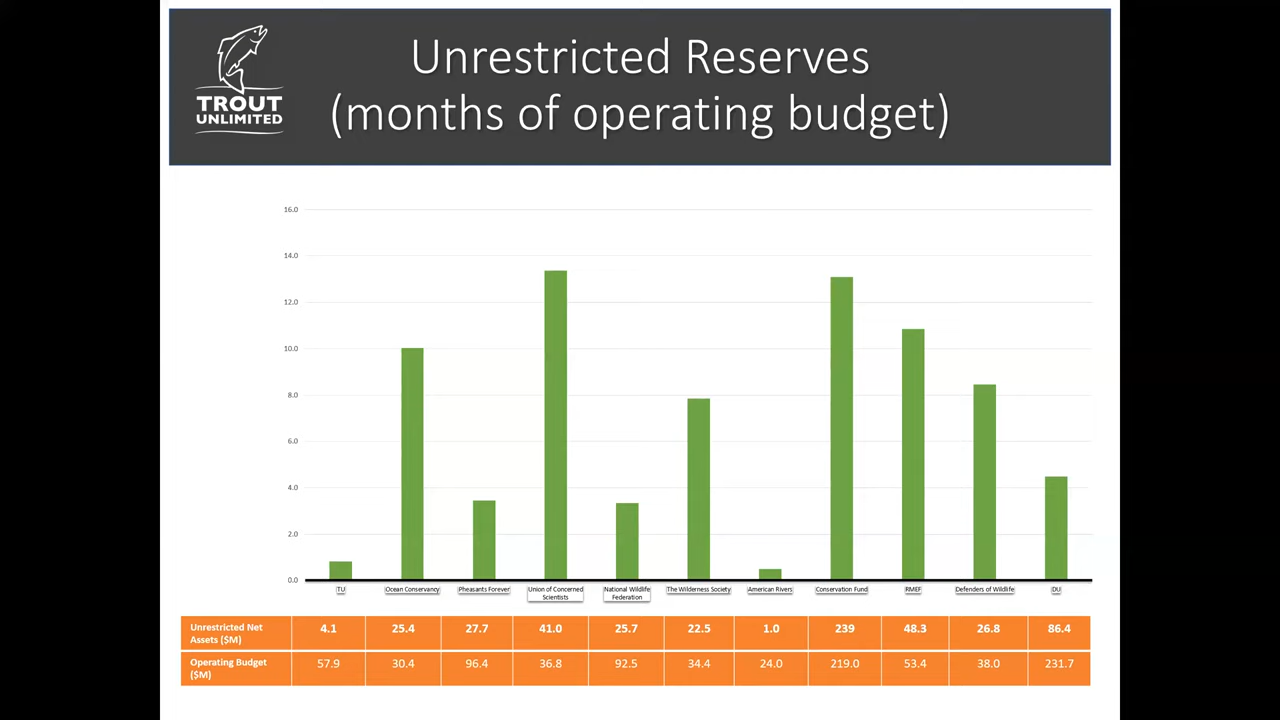 TROUT
UNLIMITED
Unrestricted Reserves
(months of operating budget)
16.0
14.0
12.0
10.0
8.0
6.0
4.0
2.0
0.0
TU
Ocean Conservancy
Pheasants Forever
Union of Concerned
Scientists
National Wildlife
Federation
The Wilderness Society
American Rivers
Conservation Fund
RMEF
Defenders of Wildlife
DU
Unrestricted Net
Assets ($M)
4.1 25.4 27.7 41.0 25.7 22.5 1.0 239 48.3 26.8 86.4
Operating Budget
($M)
57.9 30.4 96.4 36.8 92.5 34.4 24.0 219.0 53.4 38.0 231.7